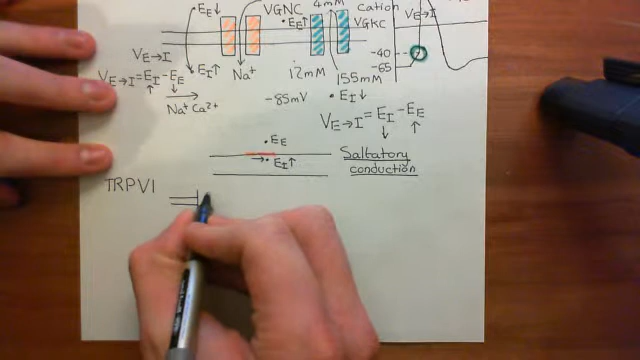 4mM Cation
E_E↓ VGNC E_E↑ VGKC V_E→I
V_E→I E_I↑ Na⁺ 12mM 155mM -40
-65
V_E→I = E_I - E_E -85mV E_I↓
Na⁺ Ca²⁺ V_E→I = E_I - E_E
E_E
→ E_I↑ Saltatory
conduction
TRPV1